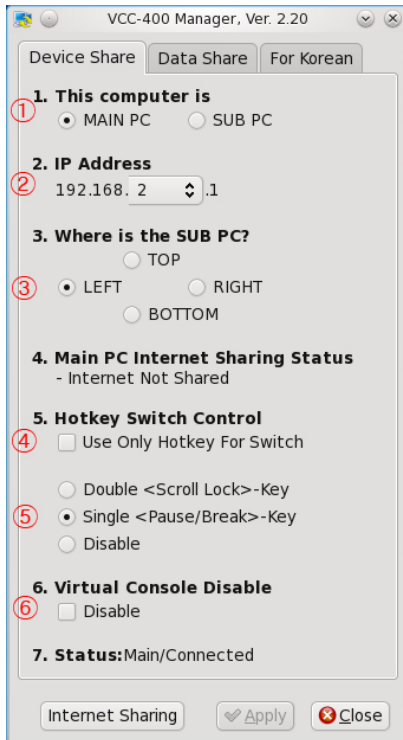 VCC-400 Manager, Ver. 2.20
Device Share Data Share For Korean
1. This computer is
① MAIN PC SUB PC
2. IP Address
② 192.168. 2 .1
3. Where is the SUB PC?
TOP
③ LEFT RIGHT
BOTTOM
4. Main PC Internet Sharing Status
- Internet Not Shared
5. Hotkey Switch Control
④ Use Only Hotkey For Switch
Double <Scroll Lock>-Key
⑤ Single <Pause/Break>-Key
Disable
6. Virtual Console Disable
⑥ Disable
7. Status:Main/Connected
Internet Sharing Apply Close